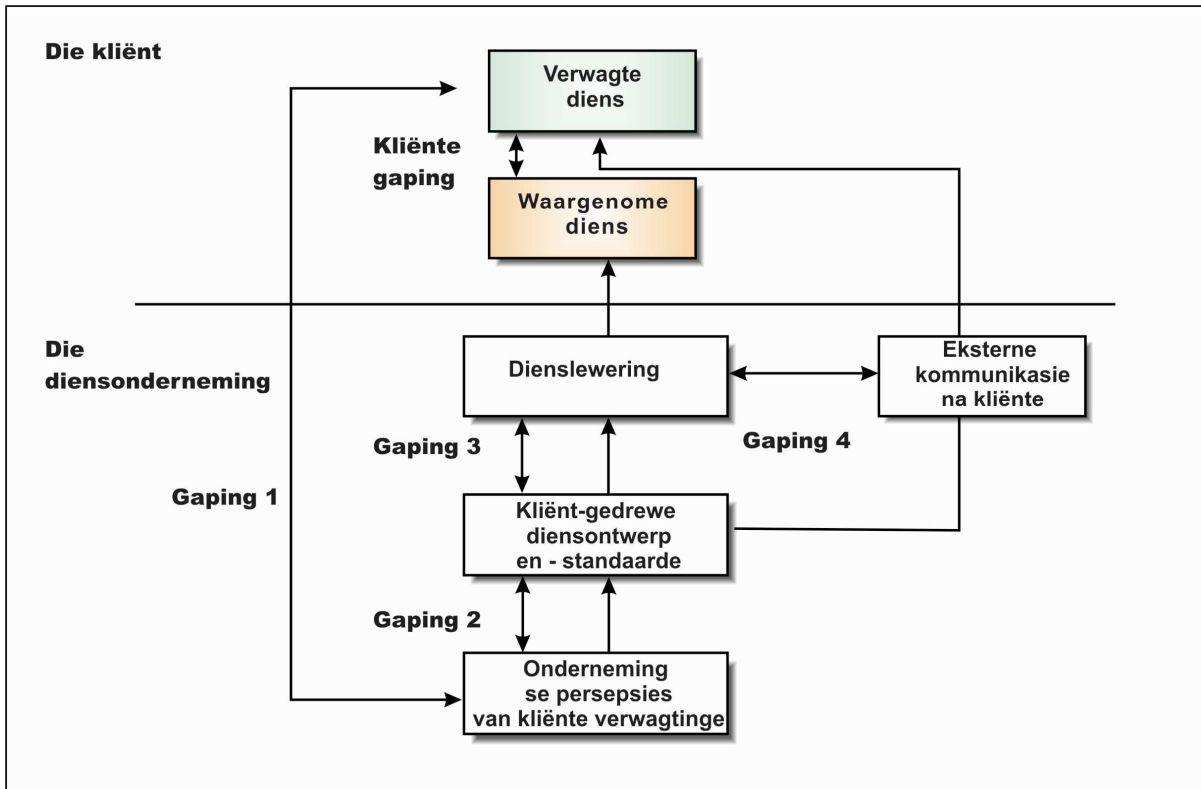 Die kliënt
Verwagte
diens
Kliënte
gaping
Waargenome
diens
Die
diensonderneming
Dienslewering
Eksterne
kommunikasie
na kliënte
Gaping 3
Gaping 4
Gaping 1
Kliënt-gedrewe
diensontwerp
en - standaarde
Gaping 2
Onderneming
se persepsies
van kliënte verwagtinge